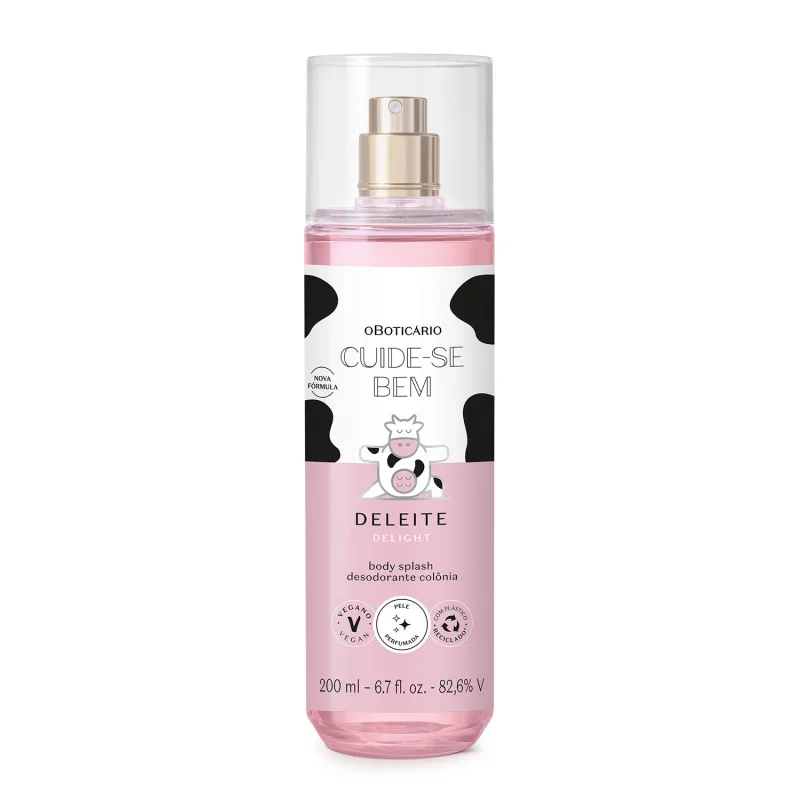 oBOTICÁRIO
CUIDE-SE
BEM
NOVA
FÓRMULA
DELEITE
DELIGHT
body splash
desodorante colônia
VEGANO
V
VEGAN
PELE
PERFUMADA
COM PLÁSTICO
RECICLADO*
200 ml – 6.7 fl. oz. - 82,6% V